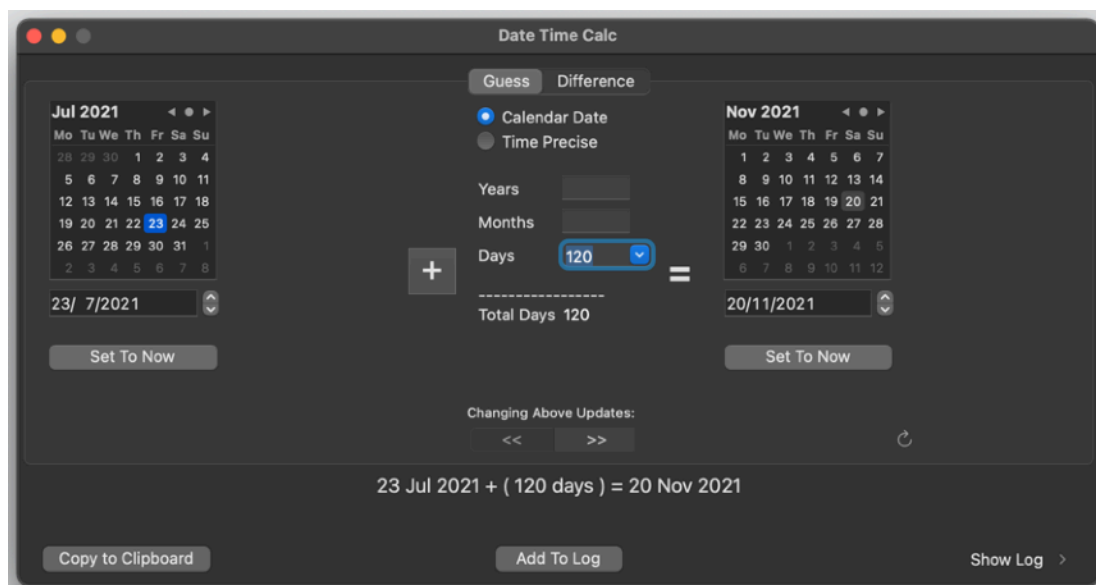 Date Time Calc
Guess Difference
Jul 2021
Mo Tu We Th Fr Sa Su
28 29 30 1 2 3 4
5 6 7 8 9 10 11
12 13 14 15 16 17 18
19 20 21 22 23 24 25
26 27 28 29 30 31 1
2 3 4 5 6 7 8
23/ 7/2021
Set To Now
+
Calendar Date
Time Precise
Years
Months
Days 120
-----------------
Total Days 120
=
Changing Above Updates:
<< >>
Nov 2021
Mo Tu We Th Fr Sa Su
1 2 3 4 5 6 7
8 9 10 11 12 13 14
15 16 17 18 19 20 21
22 23 24 25 26 27 28
29 30 1 2 3 4 5
6 7 8 9 10 11 12
20/11/2021
Set To Now
23 Jul 2021 + ( 120 days ) = 20 Nov 2021
Copy to Clipboard
Add To Log
Show Log >